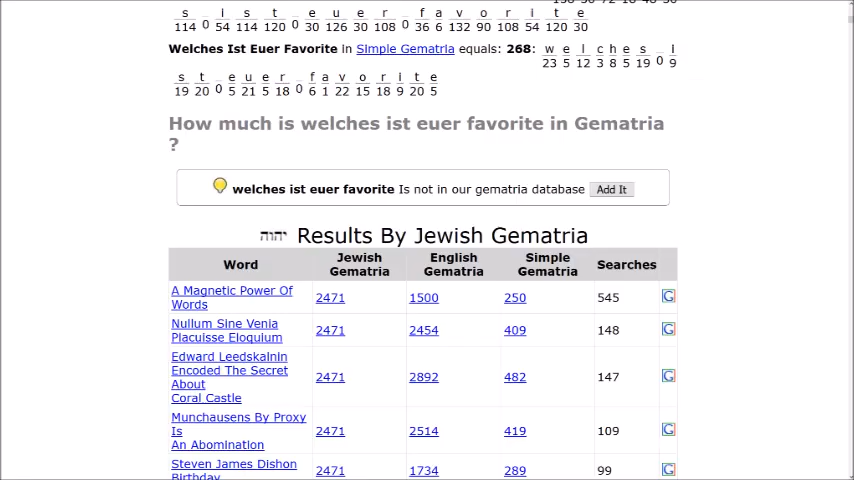 s i s t e u e r f a v o r i t e
114 0 54 114 120 0 30 126 30 108 0 36 6 132 90 108 54 120 30
Welches Ist Euer Favorite in Simple Gematria equals: 268: w e l c h e s i
23 5 12 3 8 5 19 0 9
s t e u e r f a v o r i t e
19 20 0 5 21 5 18 0 6 1 22 15 18 9 20 5
How much is welches ist euer favorite in Gematria
?
welches ist euer favorite Is not in our gematria database Add It
יהוה Results By Jewish Gematria
Word Jewish Gematria English Gematria Simple Gematria Searches
A Magnetic Power Of
Words 2471 1500 250 545
Nullum Sine Venia
Placuisse Eloquium 2471 2454 409 148
Edward Leedskalnin
Encoded The Secret
About
Coral Castle 2471 2892 482 147
Munchausens By Proxy
Is
An Abomination 2471 2514 419 109
Steven James Dishon
Birthday 2471 1734 289 99